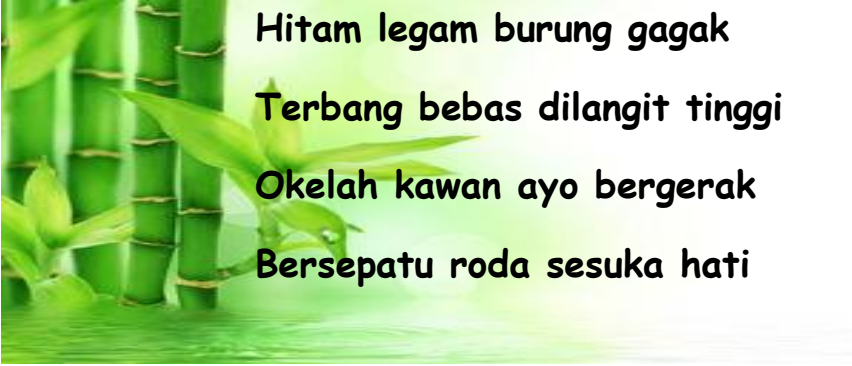 Hitam legam burung gagak
Terbang bebas dilangit tinggi
Okelah kawan ayo bergerak
Bersepatu roda sesuka hati